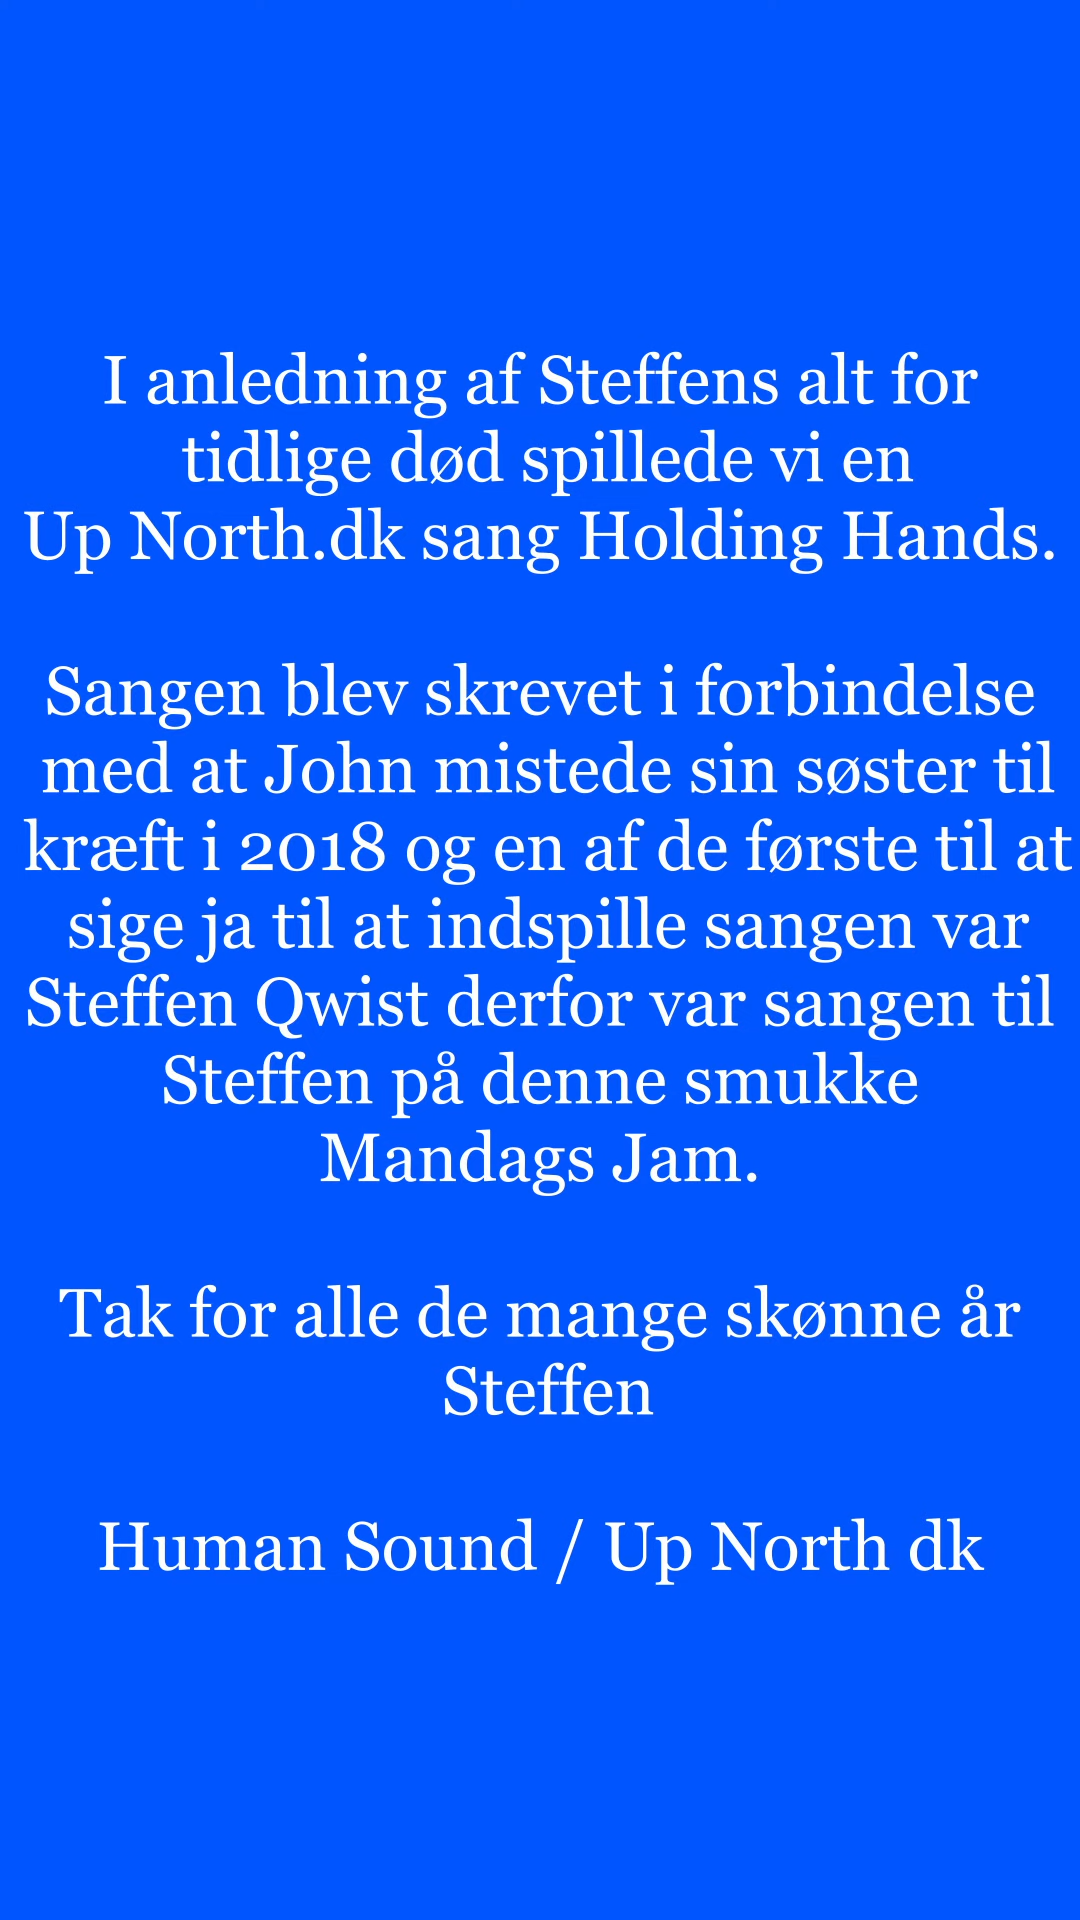 I anledning af Steffens alt for
tidlige død spillede vi en
Up North.dk sang Holding Hands.
Sangen blev skrevet i forbindelse
med at John mistede sin søster til
kræft i 2018 og en af de første til at
sige ja til at indspille sangen var
Steffen Qwist derfor var sangen til
Steffen på denne smukke
Mandags Jam.
Tak for alle de mange skønne år
Steffen
Human Sound / Up North dk